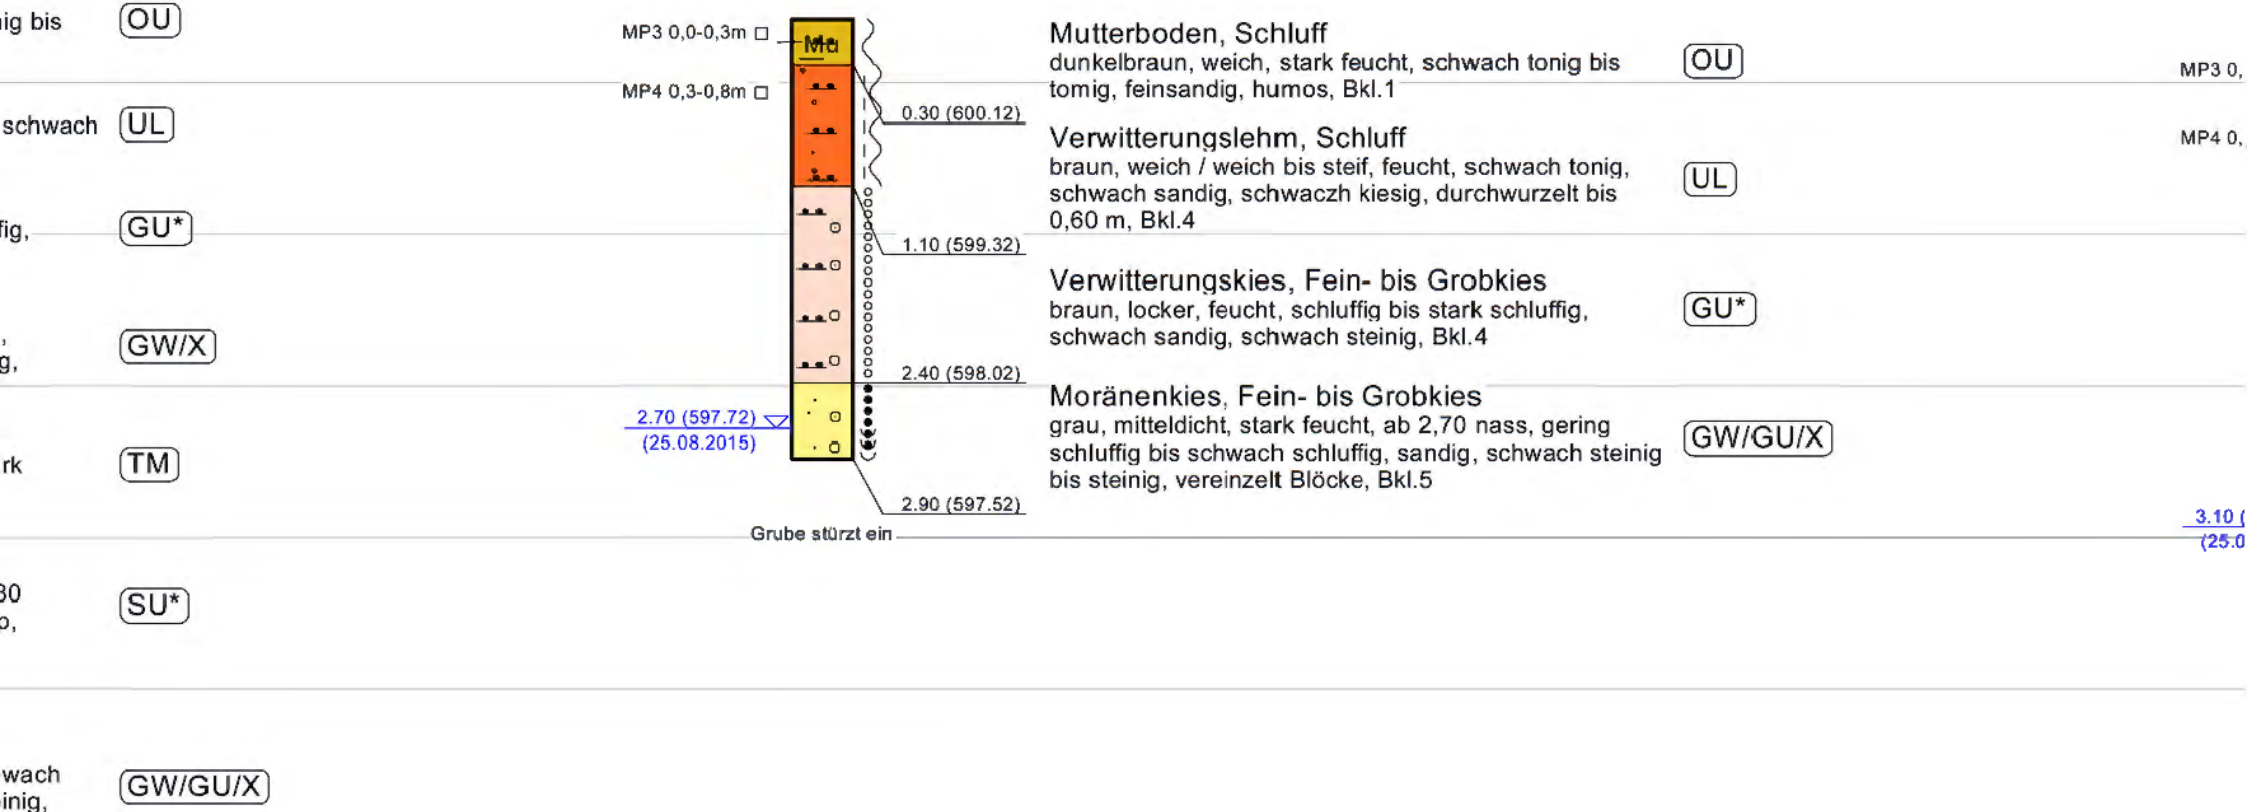 nig bis
OU
schwach
UL
fig,
GU*
,
g,
GW/X
rk
TM
30
o,
SU*
wach
inig,
GW/GU/X
MP3 0,0-0,3m
MP4 0,3-0,8m
Mu
0.30 (600.12)
1.10 (599.32)
2.40 (598.02)
2.70 (597.72)
(25.08.2015)
2.90 (597.52)
Grube stürzt ein
Mutterboden, Schluff
dunkelbraun, weich, stark feucht, schwach tonig bis
tomig, feinsandig, humos, Bkl.1
OU
Verwitterungslehm, Schluff
braun, weich / weich bis steif, feucht, schwach tonig,
schwach sandig, schwaczh kiesig, durchwurzelt bis
0,60 m, Bkl.4
UL
Verwitterungskies, Fein- bis Grobkies
braun, locker, feucht, schluffig bis stark schluffig,
schwach sandig, schwach steinig, Bkl.4
GU*
Moränenkies, Fein- bis Grobkies
grau, mitteldicht, stark feucht, ab 2,70 nass, gering
schluffig bis schwach schluffig, sandig, schwach steinig
bis steinig, vereinzelt Blöcke, Bkl.5
GW/GU/X
MP3 0,
MP4 0,
3.10 (
(25.0